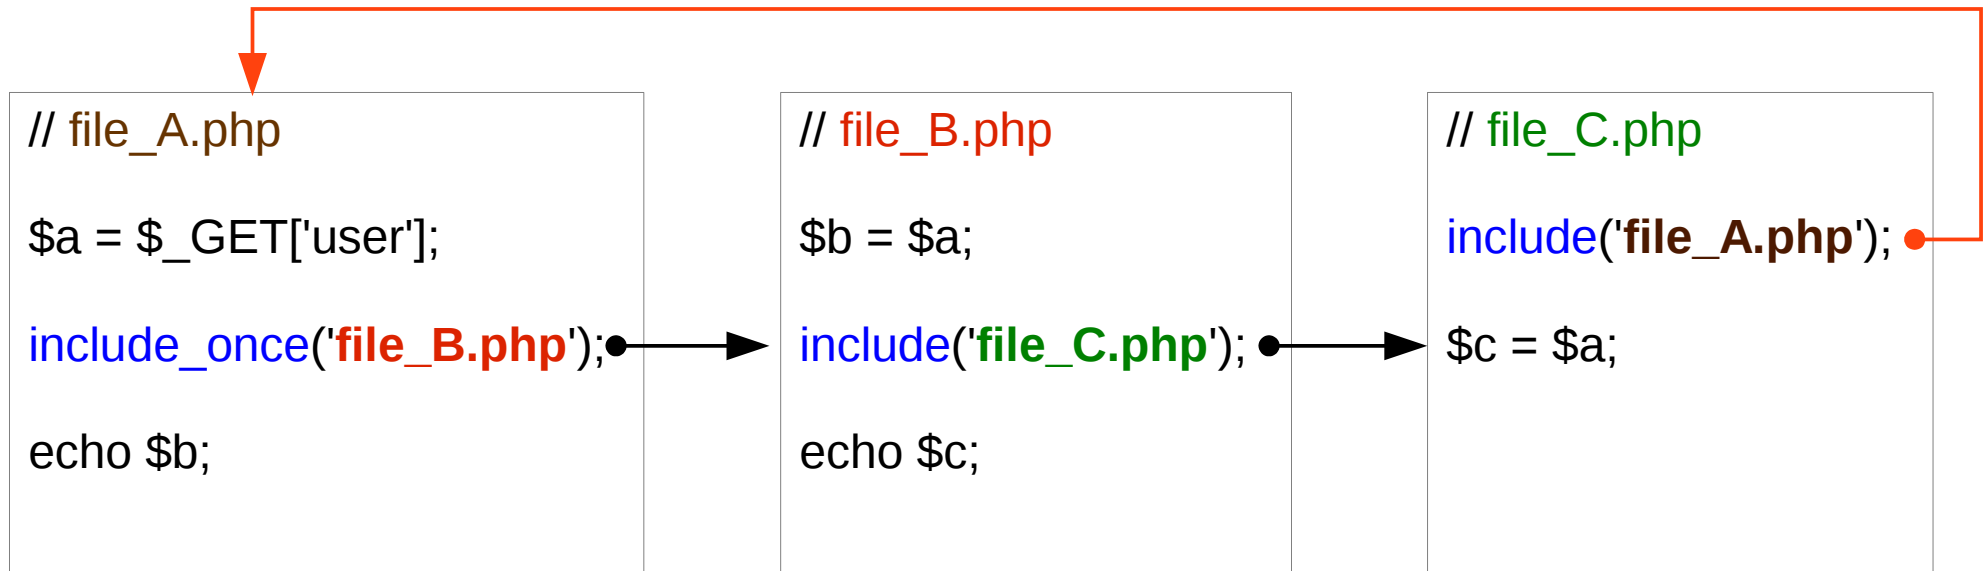 // file_A.php
$a = $_GET['user'];
include_once('file_B.php');
echo $b;
// file_B.php
$b = $a;
include('file_C.php');
echo $c;
// file_C.php
include('file_A.php');
$c = $a;